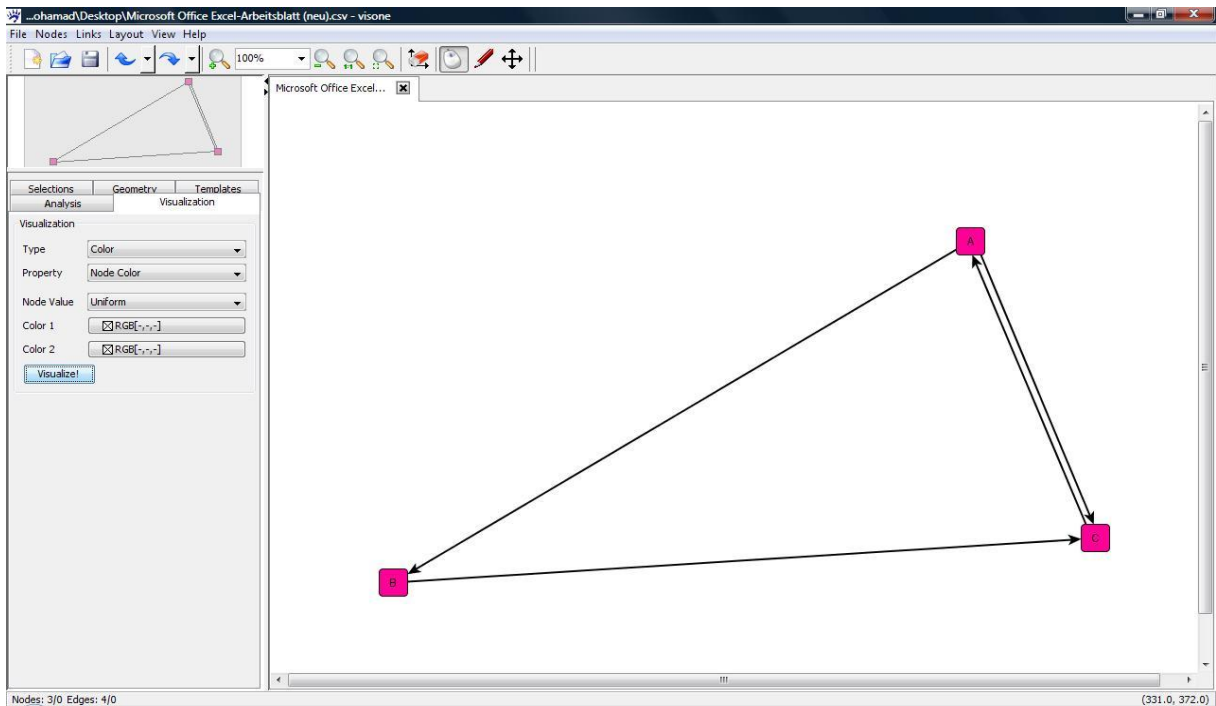 ...ohamad\Desktop\Microsoft Office Excel-Arbeitsblatt (neu).csv - visone
File Nodes Links Layout View Help
100%
Microsoft Office Excel...
Selections Geometry Templates
Analysis Visualization
Visualization
Type Color
Property Node Color
Node Value Uniform
Color 1 RGB[-,-,-]
Color 2 RGB[-,-,-]
Visualize!
A
C
B
Nodes: 3/0 Edges: 4/0 (331.0, 372.0)